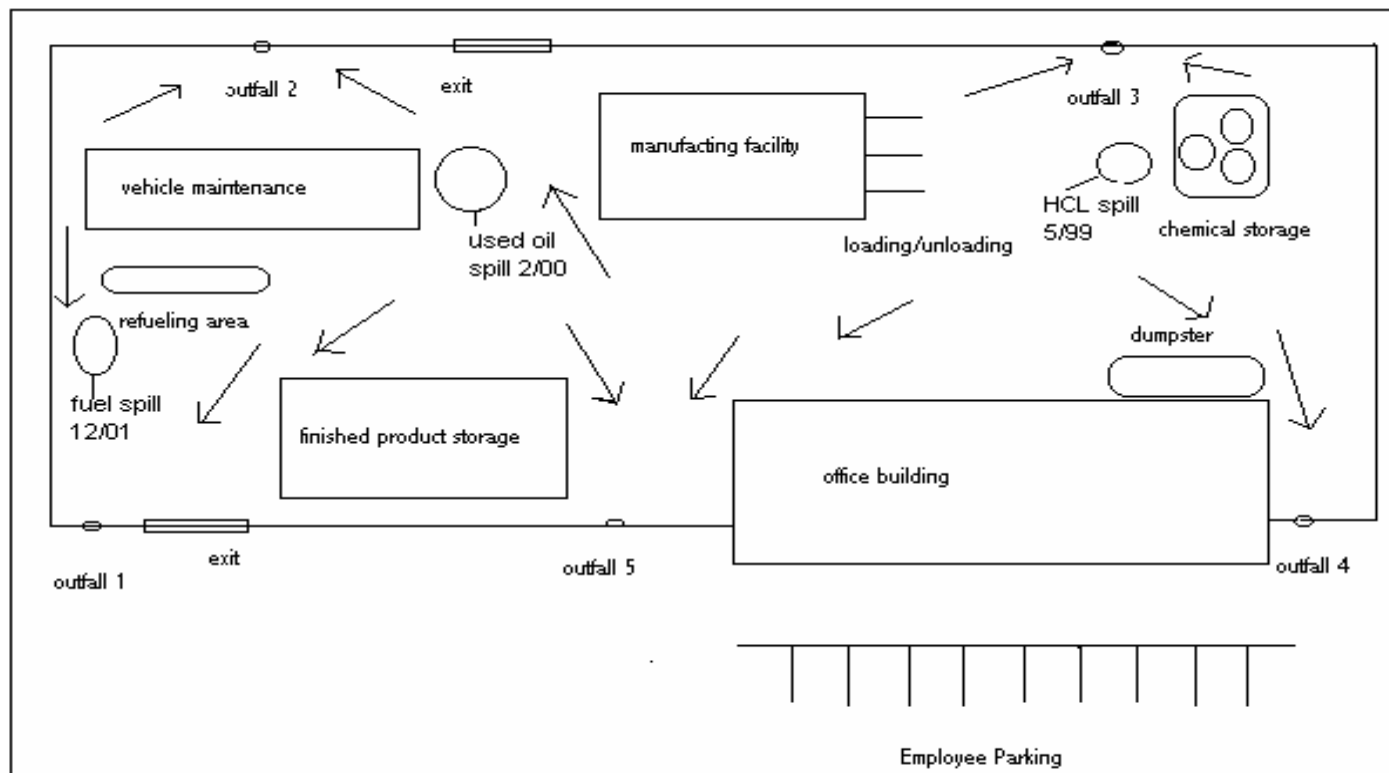 outfall 2
exit
outfall 3
manufacting facility
vehicle maintenance
HCL spill
5/99
chemical storage
used oil
spill 2/00
loading/unloading
refueling area
dumpster
fuel spill
12/01
finished product storage
office building
exit
outfall 5
outfall 4
outfall 1
Employee Parking